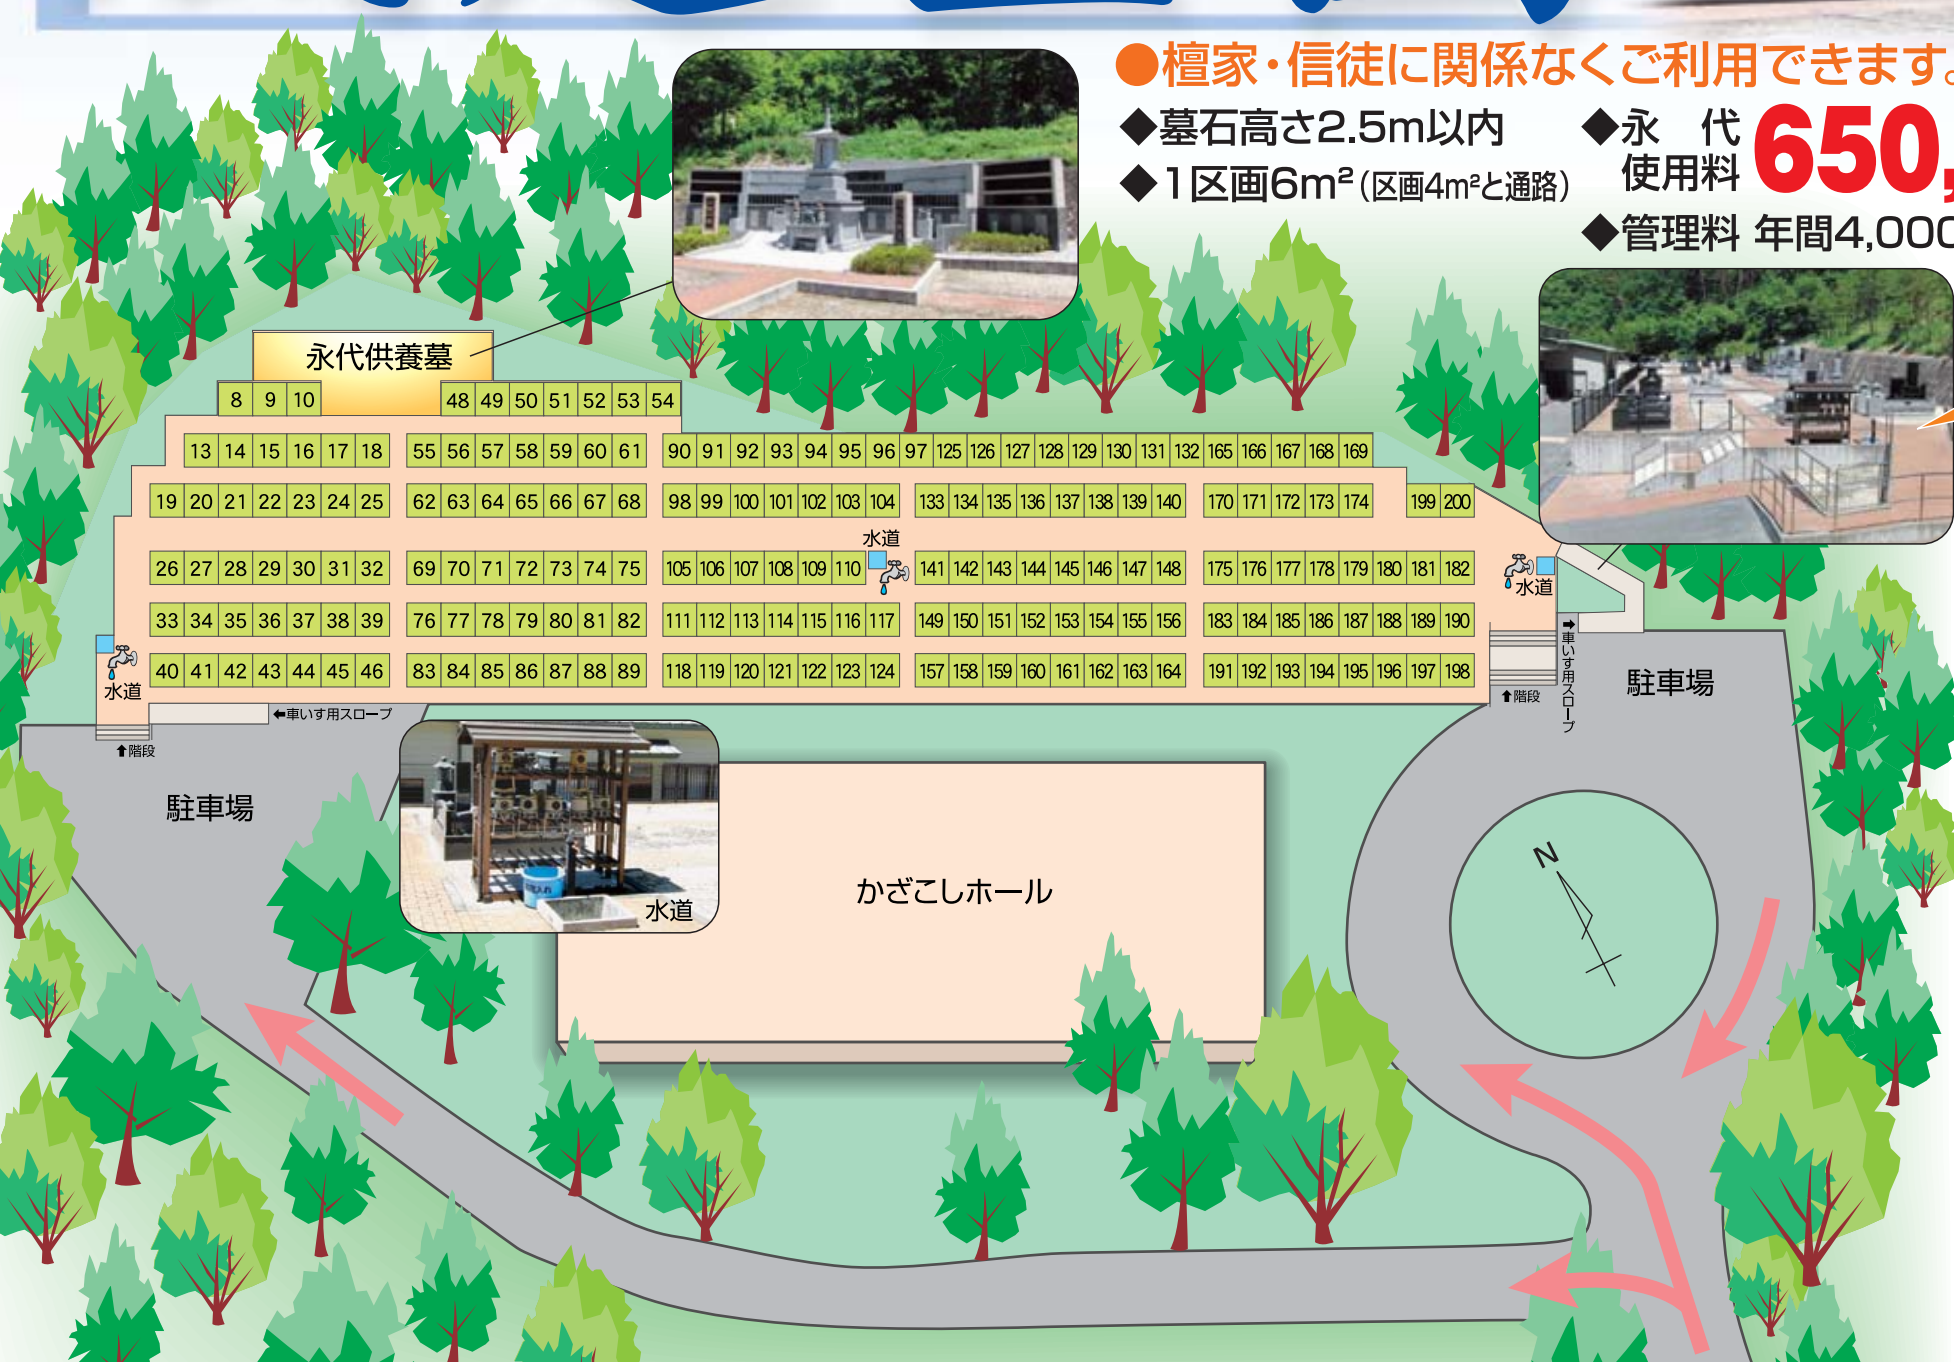 ●檀家・信徒に関係なくご利用できます。
◆墓石高さ2.5m以内
◆1区画6m²(区画4m²と通路)
◆永代使用料 650,
◆管理料 年間4,000
永代供養墓
8 9 10 48 49 50 51 52 53 54
13 14 15 16 17 18 55 56 57 58 59 60 61 90 91 92 93 94 95 96 97 125 126 127 128 129 130 131 132 165 166 167 168 169
19 20 21 22 23 24 25 62 63 64 65 66 67 68 98 99 100 101 102 103 104 133 134 135 136 137 138 139 140 170 171 172 173 174 199 200
水道
26 27 28 29 30 31 32 69 70 71 72 73 74 75 105 106 107 108 109 110 141 142 143 144 145 146 147 148 175 176 177 178 179 180 181 182
水道
33 34 35 36 37 38 39 76 77 78 79 80 81 82 111 112 113 114 115 116 117 149 150 151 152 153 154 155 156 183 184 185 186 187 188 189 190
40 41 42 43 44 45 46 83 84 85 86 87 88 89 118 119 120 121 122 123 124 157 158 159 160 161 162 163 164 191 192 193 194 195 196 197 198
水道
←車いす用スロープ
↑階段
↑階段
➡車いす用スロープ
駐車場
駐車場
水道
かざこしホール
N